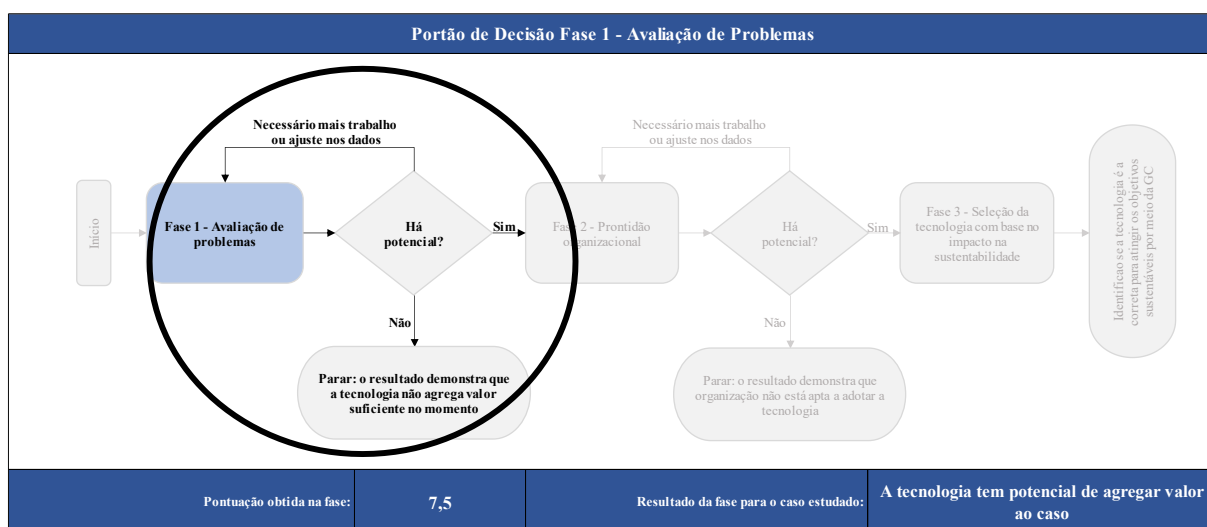 Portão de Decisão Fase 1 - Avaliação de Problemas
Necessário mais trabalho
ou ajuste nos dados
Necessário mais trabalho
ou ajuste nos dados
Início
Fase 1 - Avaliação de
problemas
Há
potencial?
Sim
Fase 2 - Prontidão
organizacional
Há
potencial?
Sim
Fase 3 - Seleção da
tecnologia com base no
impacto na
sustentabilidade
Identificao se a tecnologia é a
correta para atingir os objetivos
sustentáveis por meio da GC
Não
Não
Parar: o resultado demonstra que
a tecnologia não agrega valor
suficiente no momento
Parar: o resultado demonstra que
organização não está apta a adotar a
tecnologia
Pontuação obtida na fase:
7,5
Resultado da fase para o caso estudado:
A tecnologia tem potencial de agregar valor
ao caso